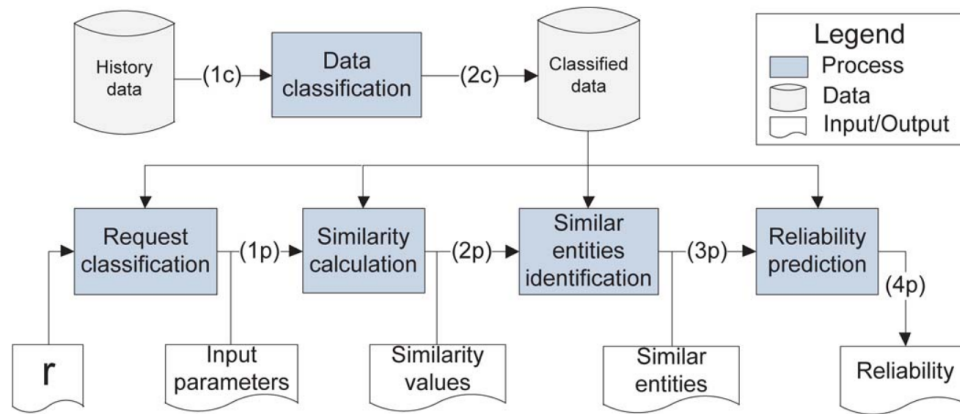 History
data
(1c)
Data
classification
(2c)
Classified
data
Legend
Process
Data
Input/Output
Request
classification
(1p)
Similarity
calculation
(2p)
Similar
entities
identification
(3p)
Reliability
prediction
(4p)
r
Input
parameters
Similarity
values
Similar
entities
Reliability